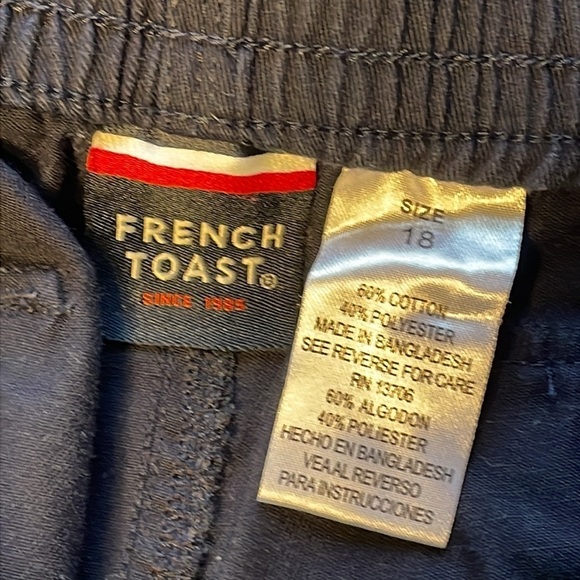 FRENCH
TOAST®
SINCE 1985
SIZE
18
60% COTTON
40% POLYESTER
MADE IN BANGLADESH
SEE REVERSE FOR CARE
RN 13706
60% ALGODON
40% POLIESTER
HECHO EN BANGLADESH
VEA AL REVERSO
PARA INSTRUCCIONES